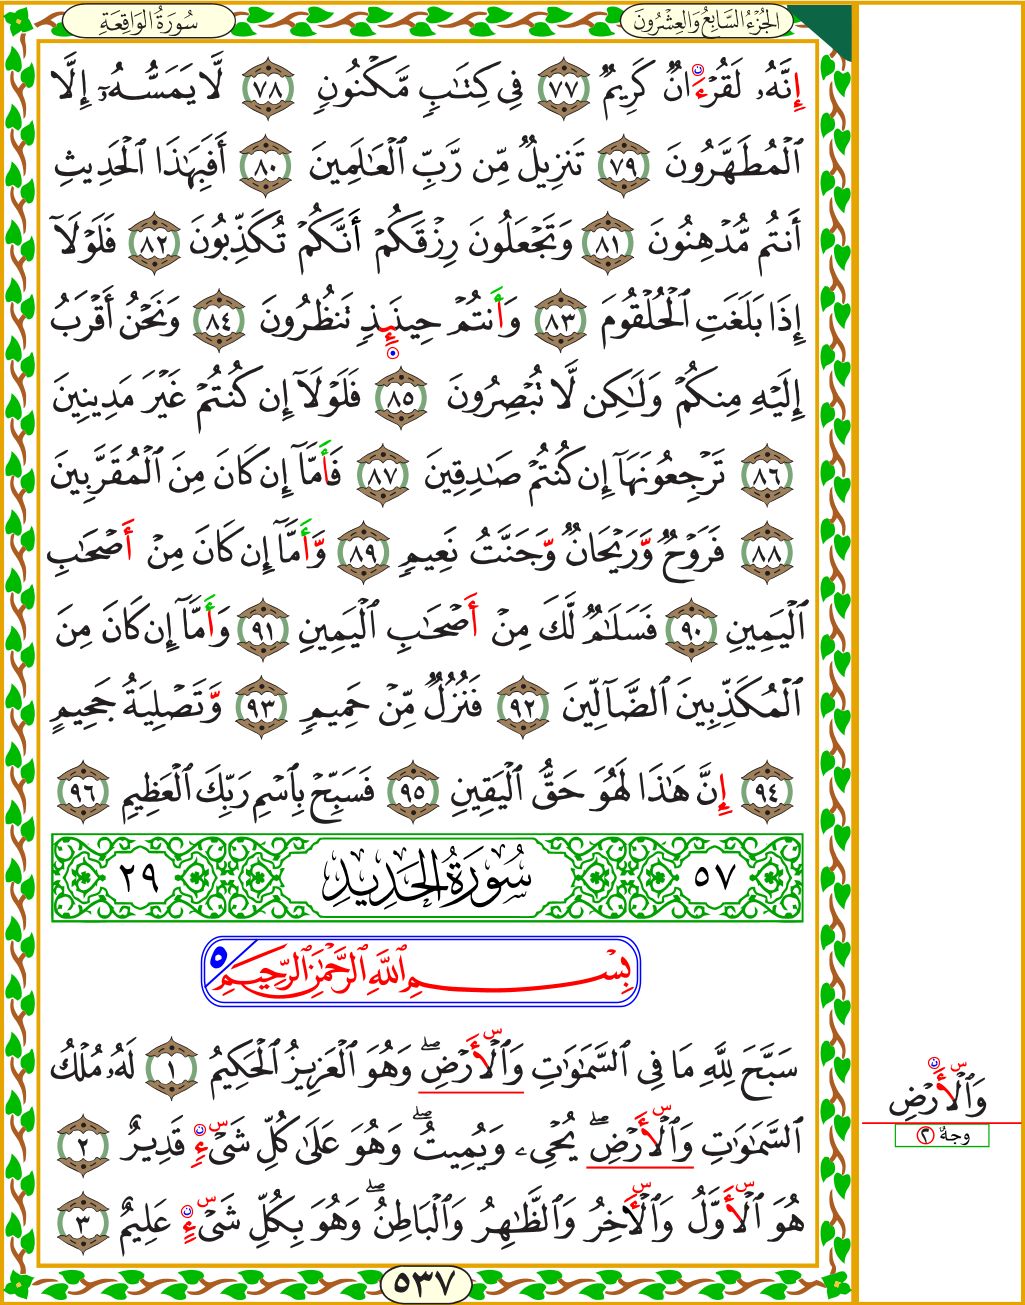 الجُزْءُ السَّابِعُ وَالعِشْرُونَ
سُورَةُ الوَاقِعَةِ
إِنَّهُۥ لَقُرْءَانٌ كَرِيمٌ ٧٧ فِي كِتَٰبٍ مَّكْنُونٍ ٧٨ لَّا يَمَسُّهُۥٓ إِلَّا
ٱلْمُطَهَّرُونَ ٧٩ تَنزِيلٌ مِّن رَّبِّ ٱلْعَٰلَمِينَ ٨٠ أَفَبِهَٰذَا ٱلْحَدِيثِ
أَنتُم مُّدْهِنُونَ ٨١ وَتَجْعَلُونَ رِزْقَكُمْ أَنَّكُمْ تُكَذِّبُونَ ٨٢ فَلَوْلَآ
إِذَا بَلَغَتِ ٱلْحُلْقُومَ ٨٣ وَأَنتُمْ حِينَئِذٍ تَنظُرُونَ ٨٤ وَنَحْنُ أَقْرَبُ
إِلَيْهِ مِنكُمْ وَلَٰكِن لَّا تُبْصِرُونَ ٨٥ فَلَوْلَآ إِن كُنتُمْ غَيْرَ مَدِينِينَ
٨٦ تَرْجِعُونَهَآ إِن كُنتُمْ صَٰدِقِينَ ٨٧ فَأَمَّآ إِن كَانَ مِنَ ٱلْمُقَرَّبِينَ
٨٨ فَرَوْحٌ وَرَيْحَانٌ وَجَنَّتُ نَعِيمٍ ٨٩ وَأَمَّآ إِن كَانَ مِنْ أَصْحَٰبِ
ٱلْيَمِينِ ٩٠ فَسَلَٰمٌ لَّكَ مِنْ أَصْحَٰبِ ٱلْيَمِينِ ٩١ وَأَمَّآ إِن كَانَ مِنَ
ٱلْمُكَذِّبِينَ ٱلضَّآلِّينَ ٩٢ فَنُزُلٌ مِّنْ حَمِيمٍ ٩٣ وَتَصْلِيَةُ جَحِيمٍ
٩٤ إِنَّ هَٰذَا لَهُوَ حَقُّ ٱلْيَقِينِ ٩٥ فَسَبِّحْ بِٱسْمِ رَبِّكَ ٱلْعَظِيمِ ٩٦
٥٧ سُورَةُ الحَدِيدِ ٢٩
بِسْمِ ٱللَّهِ ٱلرَّحْمَٰنِ ٱلرَّحِيمِ ٥
سَبَّحَ لِلَّهِ مَا فِي ٱلسَّمَٰوَٰتِ وَٱلْأَرْضِۖ وَهُوَ ٱلْعَزِيزُ ٱلْحَكِيمُ ١ لَهُۥ مُلْكُ
ٱلسَّمَٰوَٰتِ وَٱلْأَرْضِۖ يُحْيِۦ وَيُمِيتُۖ وَهُوَ عَلَىٰ كُلِّ شَيْءٍ قَدِيرٌ ٢
هُوَ ٱلْأَوَّلُ وَٱلْأَخِرُ وَٱلظَّٰهِرُ وَٱلْبَاطِنُۖ وَهُوَ بِكُلِّ شَيْءٍ عَلِيمٌ ٣
وَٱلْأَرْضِ
وجهٌ ٣
٥٣٧